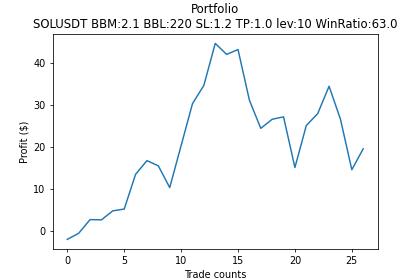 Portfolio
SOLUSDT BBM:2.1 BBL:220 SL:1.2 TP:1.0 lev:10 WinRatio:63.0
Profit ($)
40
30
20
10
0
0 5 10 15 20 25
Trade counts